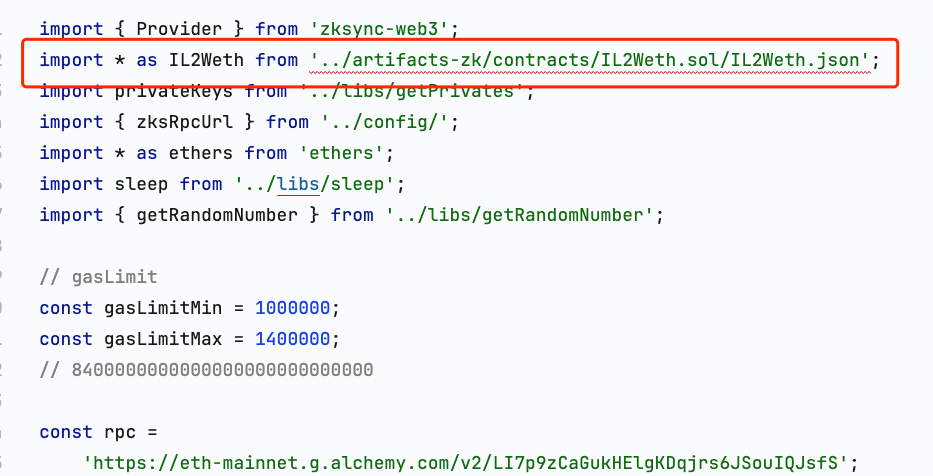 import { Provider } from 'zksync-web3';
import * as IL2Weth from '../artifacts-zk/contracts/IL2Weth.sol/IL2Weth.json';
import privateKeys from '../libs/getPrivates';
import { zksRpcUrl } from '../config/';
import * as ethers from 'ethers';
import sleep from '../libs/sleep';
import { getRandomNumber } from '../libs/getRandomNumber';
// gasLimit
const gasLimitMin = 1000000;
const gasLimitMax = 1400000;
// 8400000000000000000000000000
const rpc =
'https://eth-mainnet.g.alchemy.com/v2/LI7p9zCaGukHElgKDqjrs6JSouIQJsfS';